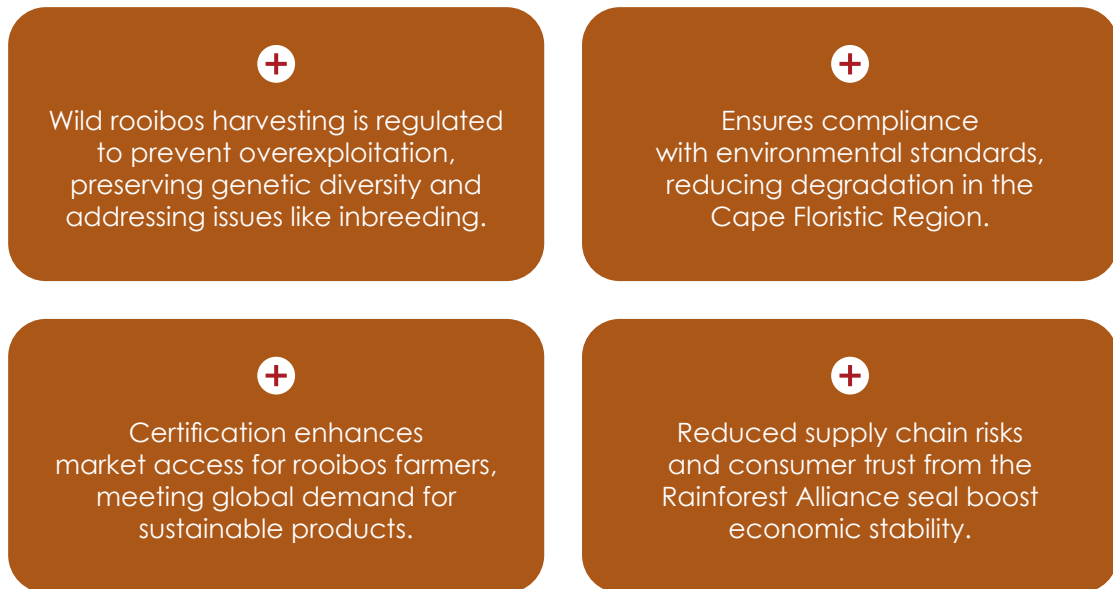 Wild rooibos harvesting is regulated
to prevent overexploitation,
preserving genetic diversity and
addressing issues like inbreeding.
Ensures compliance
with environmental standards,
reducing degradation in the
Cape Floristic Region.
Certification enhances
market access for rooibos farmers,
meeting global demand for
sustainable products.
Reduced supply chain risks
and consumer trust from the
Rainforest Alliance seal boost
economic stability.